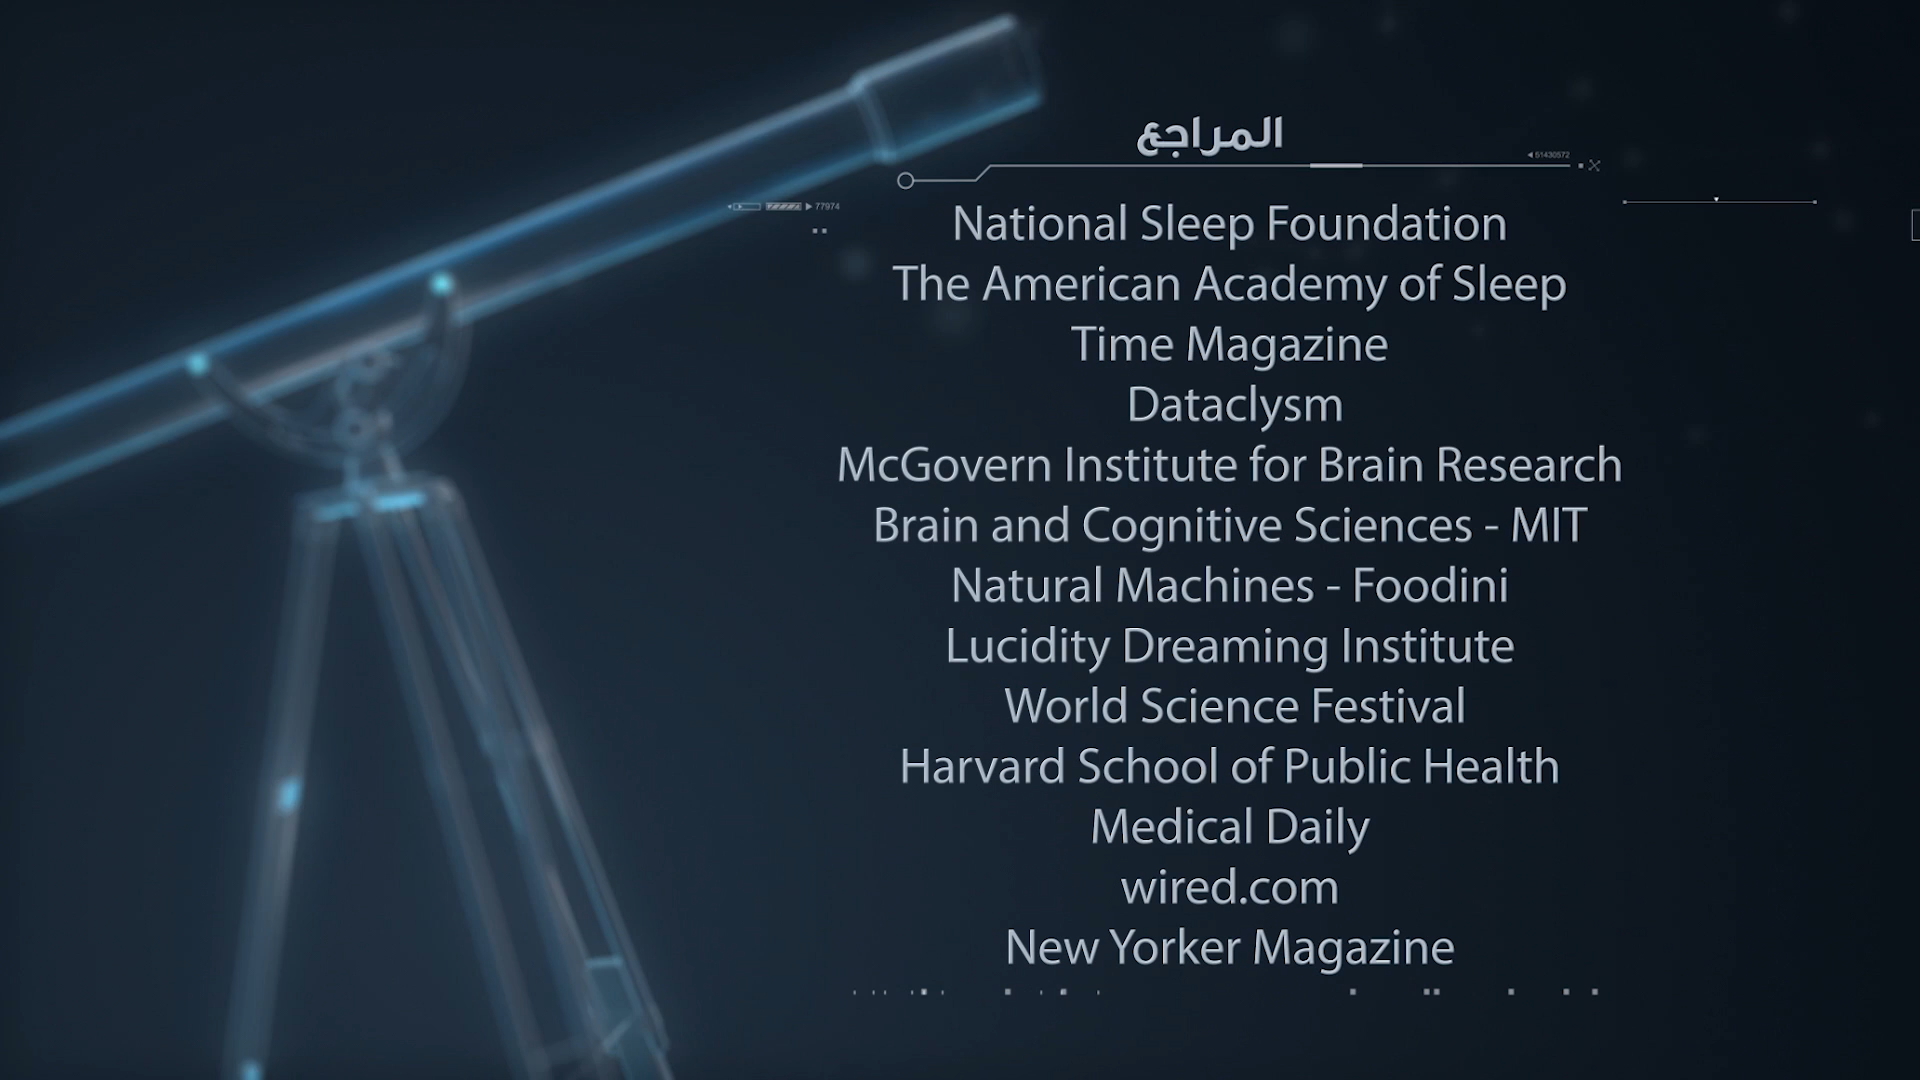 المراجع
51430572
77974
National Sleep Foundation
The American Academy of Sleep
Time Magazine
Dataclysm
McGovern Institute for Brain Research
Brain and Cognitive Sciences - MIT
Natural Machines - Foodini
Lucidity Dreaming Institute
World Science Festival
Harvard School of Public Health
Medical Daily
wired.com
New Yorker Magazine